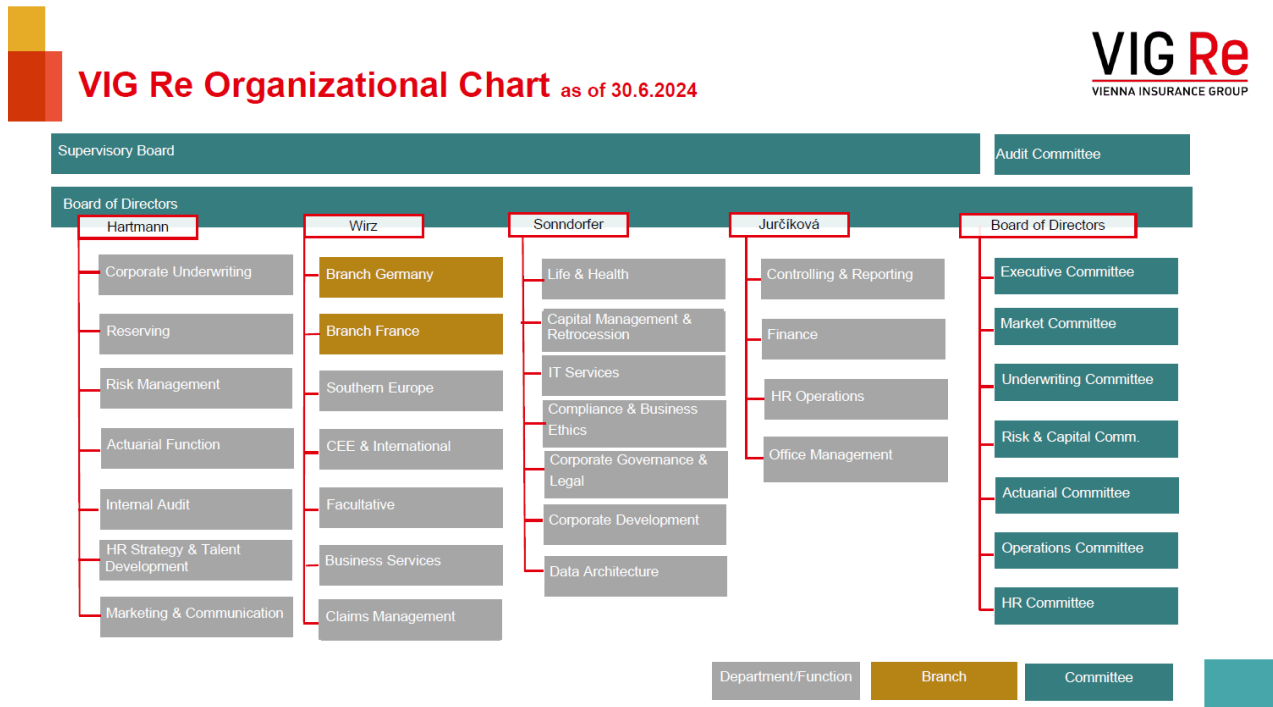 VIG Re Organizational Chart as of 30.6.2024
VIG Re
VIENNA INSURANCE GROUP
Supervisory Board
Audit Committee
Board of Directors
Hartmann
Corporate Underwriting
Reserving
Risk Management
Actuarial Function
Internal Audit
HR Strategy & Talent
Development
Marketing & Communication
Wirz
Branch Germany
Branch France
Southern Europe
CEE & International
Facultative
Business Services
Claims Management
Sonndorfer
Life & Health
Capital Management &
Retrocession
IT Services
Compliance & Business
Ethics
Corporate Governance &
Legal
Corporate Development
Data Architecture
Jurčíková
Controlling & Reporting
Finance
HR Operations
Office Management
Board of Directors
Executive Committee
Market Committee
Underwriting Committee
Risk & Capital Comm.
Actuarial Committee
Operations Committee
HR Committee
Department/Function
Branch
Committee